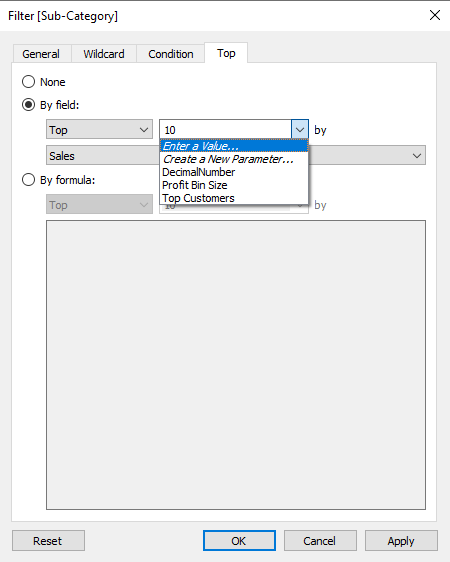 Filter [Sub-Category]
General Wildcard Condition Top
None
By field:
Top 10 by
Enter a Value...
Sales
Create a New Parameter...
DecimalNumber
By formula:
Profit Bin Size
Top by
Top Customers
Reset OK Cancel Apply